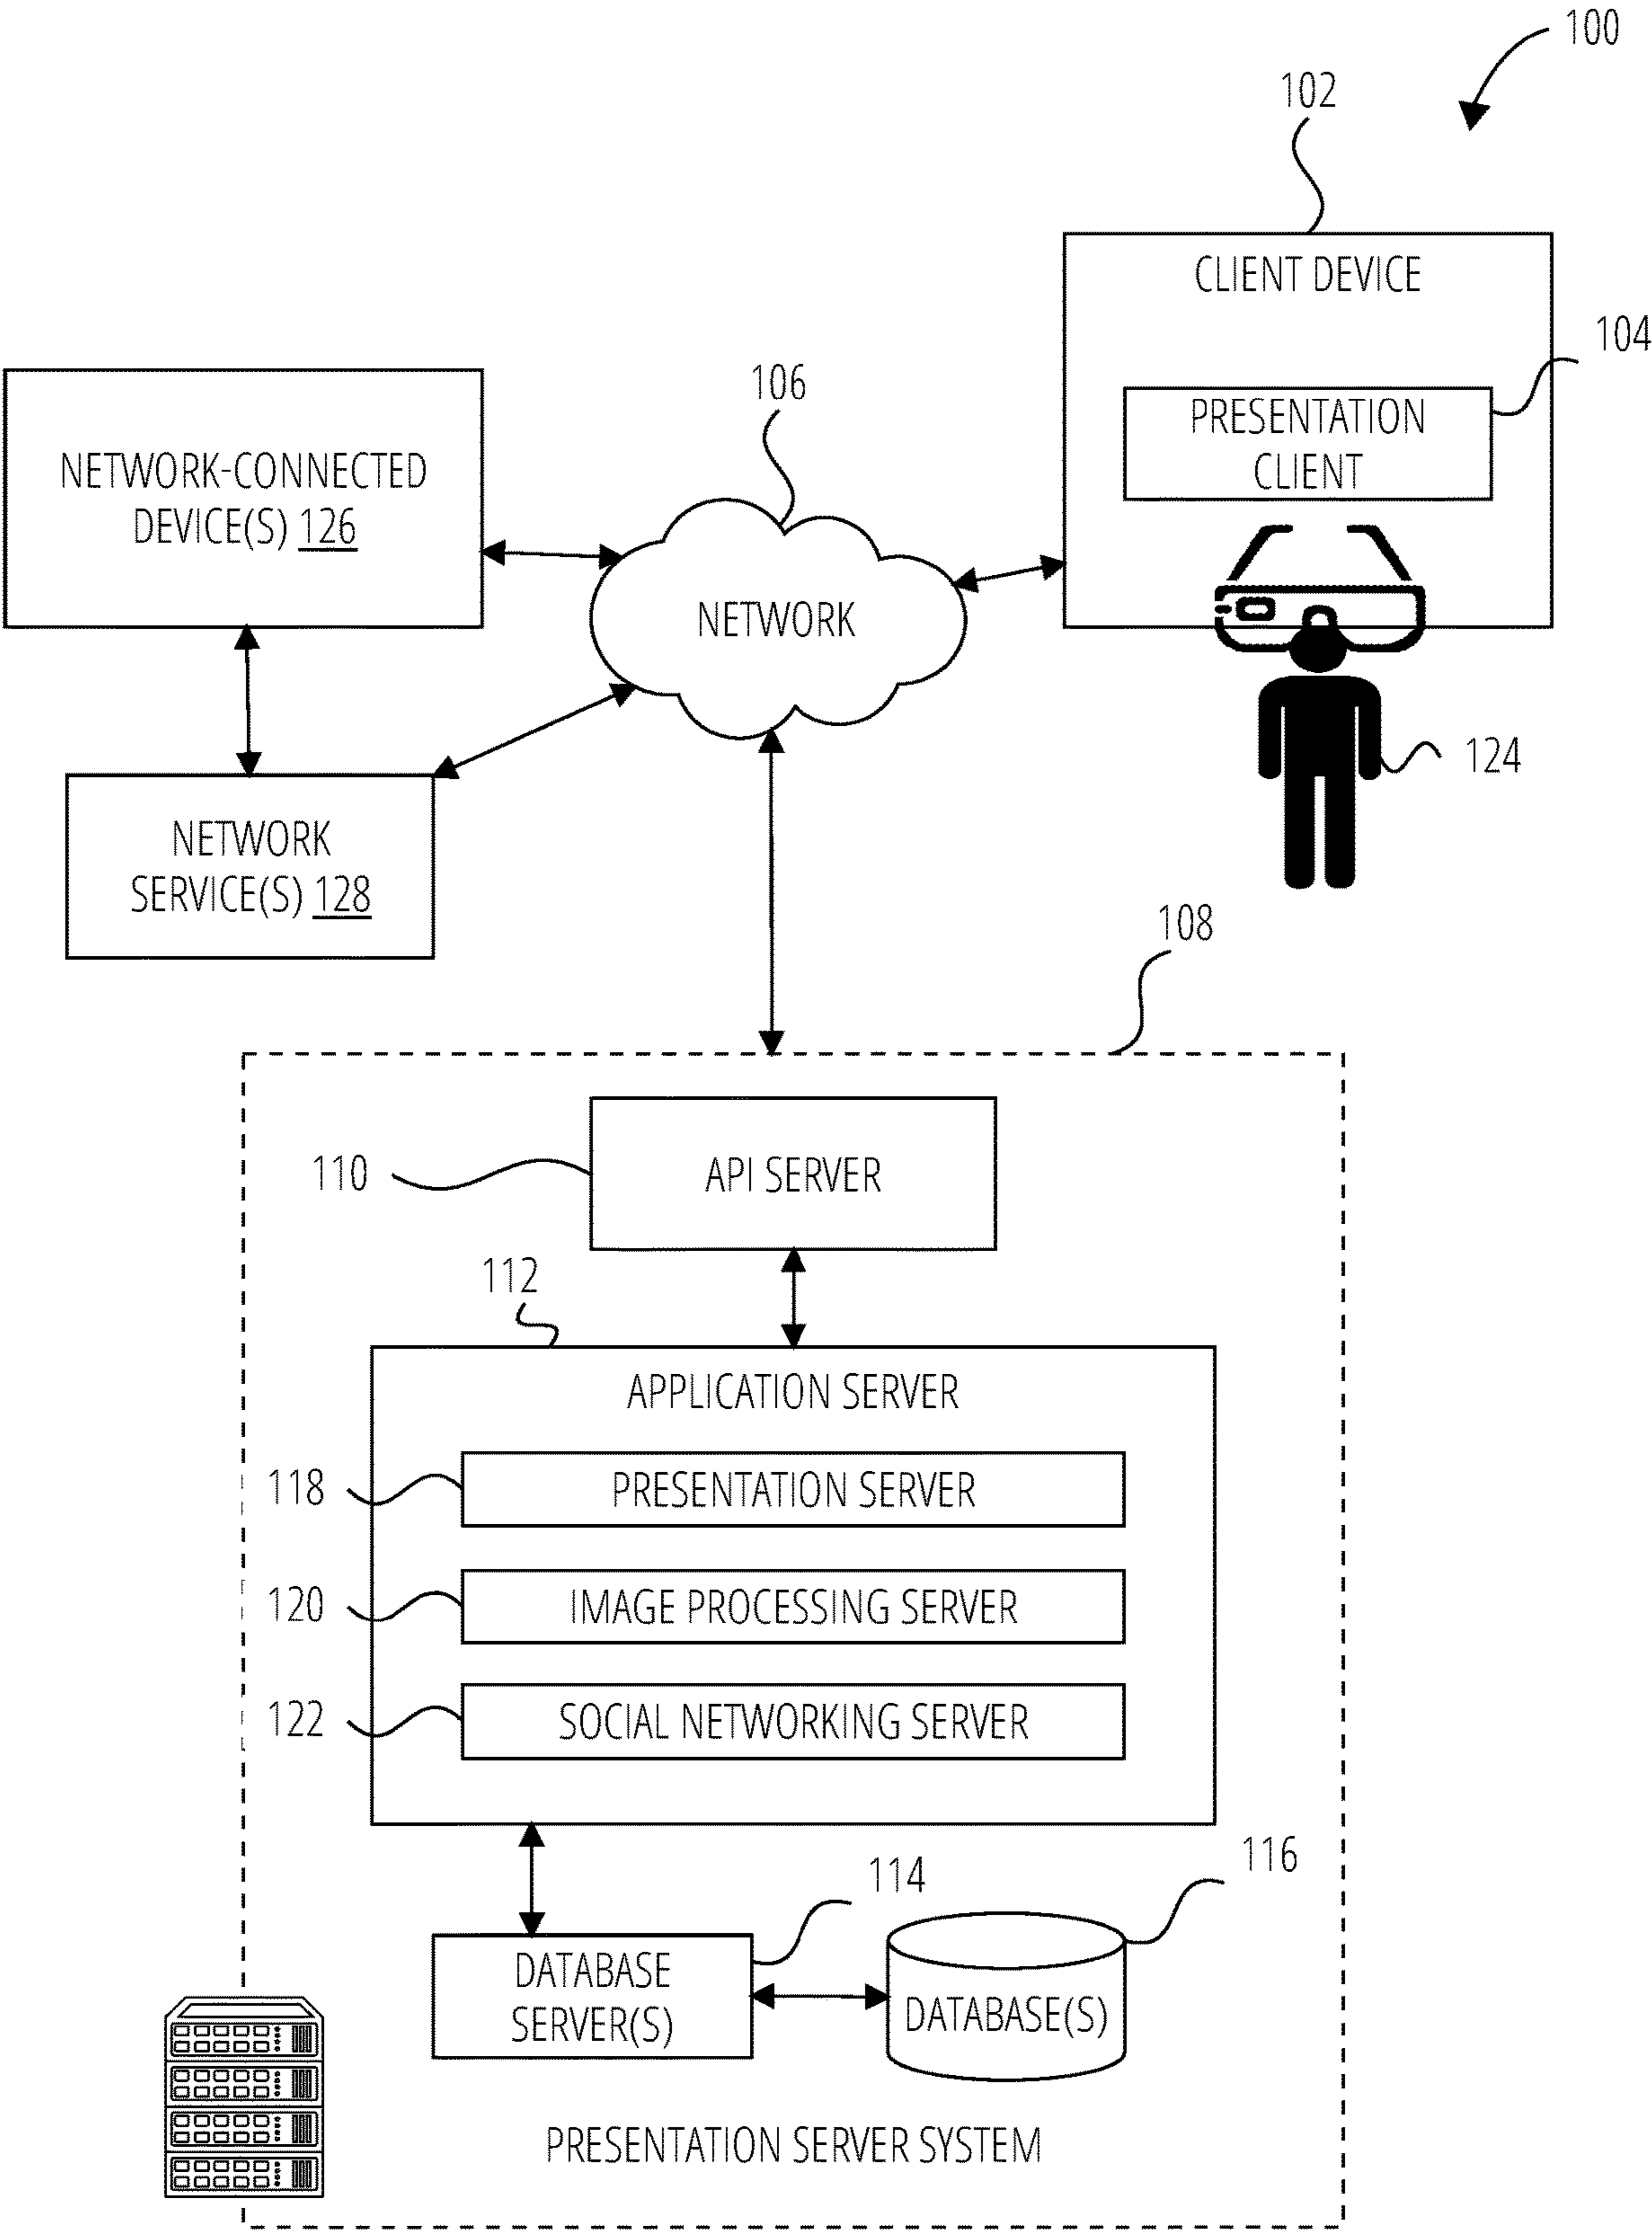 100
102
CLIENT DEVICE
104
PRESENTATION
CLIENT
106
NETWORK-CONNECTED
DEVICE(S) 126
NETWORK
124
NETWORK
SERVICE(S) 128
108
110
API SERVER
112
APPLICATION SERVER
118
PRESENTATION SERVER
120
IMAGE PROCESSING SERVER
122
SOCIAL NETWORKING SERVER
114
116
DATABASE
SERVER(S)
DATABASE(S)
PRESENTATION SERVER SYSTEM